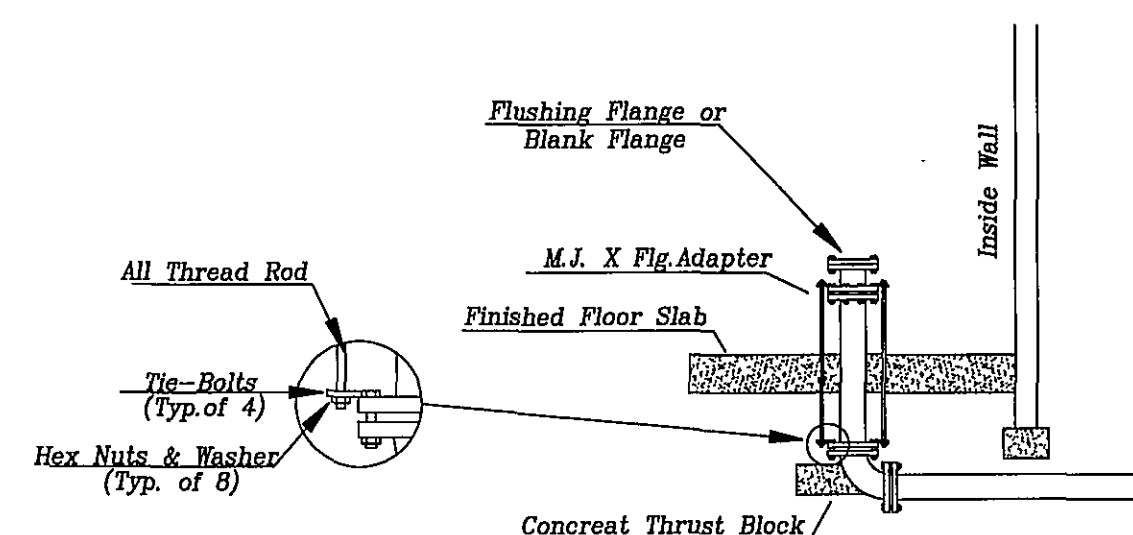 Flushing Flange or
Blank Flange
Inside Wall
M.J. X Flg.Adapter
All Thread Rod
Finished Floor Slab
Tie-Bolts
(Typ.of 4)
Hex Nuts & Washer
(Typ. of 8)
Concreat Thrust Block